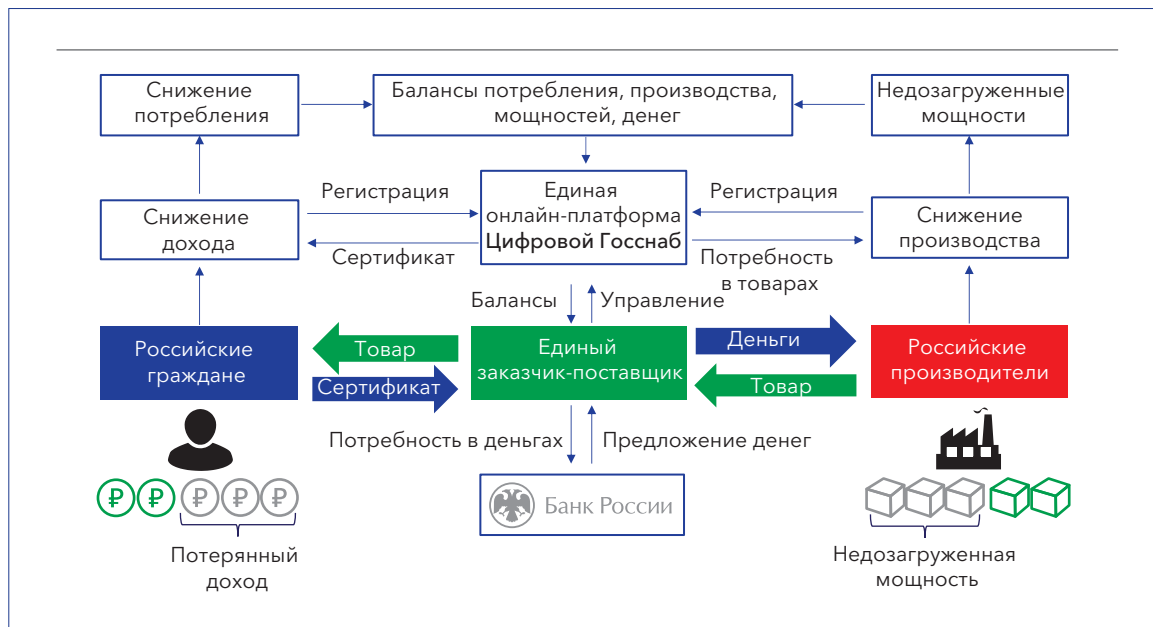 Снижение
потребления
Балансы потребления, производства,
мощностей, денег
Недозагруженные
мощности
Регистрация
Единая
онлайн-платформа
Цифровой Госснаб
Регистрация
Снижение
дохода
Снижение
производства
Сертификат
Потребность
в товарах
Балансы
Управление
Российские
граждане
Товар
Сертификат
Единый
заказчик-поставщик
Деньги
Товар
Российские
производители
Потребность в деньгах
Предложение денег
₽ ₽ ₽ ₽ ₽
Банк России
Потерянный
доход
Недозагруженная
мощность